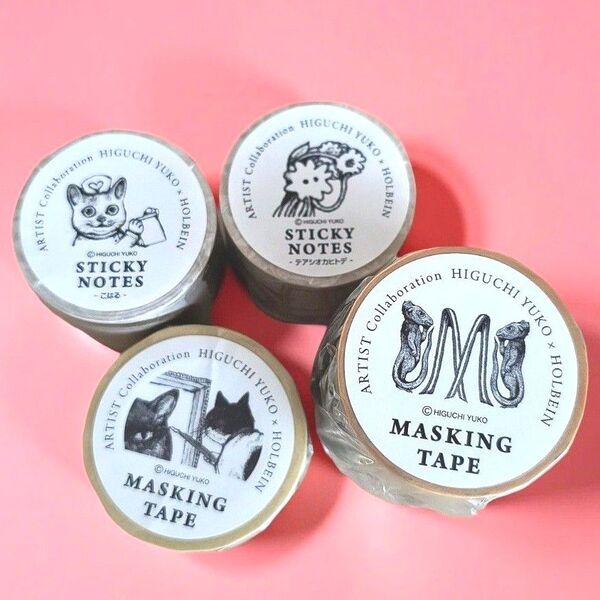 ARTIST Collaboration HIGUCHI YUKO × HOLBEIN
©HIGUCHI YUKO
STICKY
NOTES
- こはる -
ARTIST Collaboration HIGUCHI YUKO × HOLBEIN
©HIGUCHI YUKO
STICKY
NOTES
- テアシオカヒトデ -
ARTIST Collaboration HIGUCHI YUKO × HOLBEIN
©HIGUCHI YUKO
MASKING
TAPE
ARTIST Collaboration HIGUCHI YUKO × HOLBEIN
M
©HIGUCHI YUKO
MASKING
TAPE